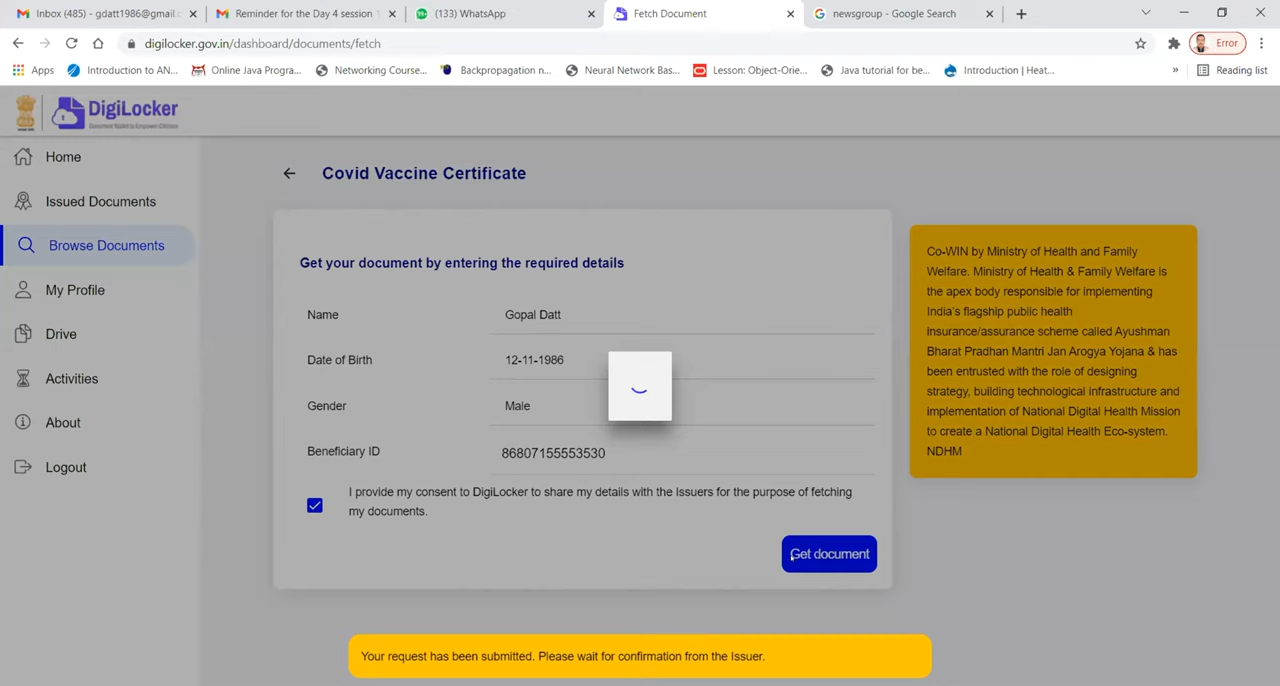 Inbox (485) - gdatt1986@gmail.c
Reminder for the Day 4 session
(133) WhatsApp
Fetch Document
newsgroup - Google Search
digilocker.gov.in/dashboard/documents/fetch
Error
Apps
Introduction to AN...
Online Java Progra...
Networking Course...
Backpropagation n...
Neural Network Bas...
Lesson: Object-Orie...
Java tutorial for be...
Introduction | Heat...
»
Reading list
DigiLocker
Document Wallet to Empower Citizens
Home
Issued Documents
Browse Documents
My Profile
Drive
Activities
About
Logout
Covid Vaccine Certificate
Get your document by entering the required details
Name
Gopal Datt
Date of Birth
12-11-1986
Gender
Male
Beneficiary ID
86807155553530
I provide my consent to DigiLocker to share my details with the Issuers for the purpose of fetching
my documents.
Get document
Co-WIN by Ministry of Health and Family
Welfare. Ministry of Health & Family Welfare is
the apex body responsible for implementing
India's flagship public health
insurance/assurance scheme called Ayushman
Bharat Pradhan Mantri Jan Arogya Yojana & has
been entrusted with the role of designing
strategy, building technological infrastructure and
implementation of National Digital Health Mission
to create a National Digital Health Eco-system.
NDHM
Your request has been submitted. Please wait for confirmation from the Issuer.